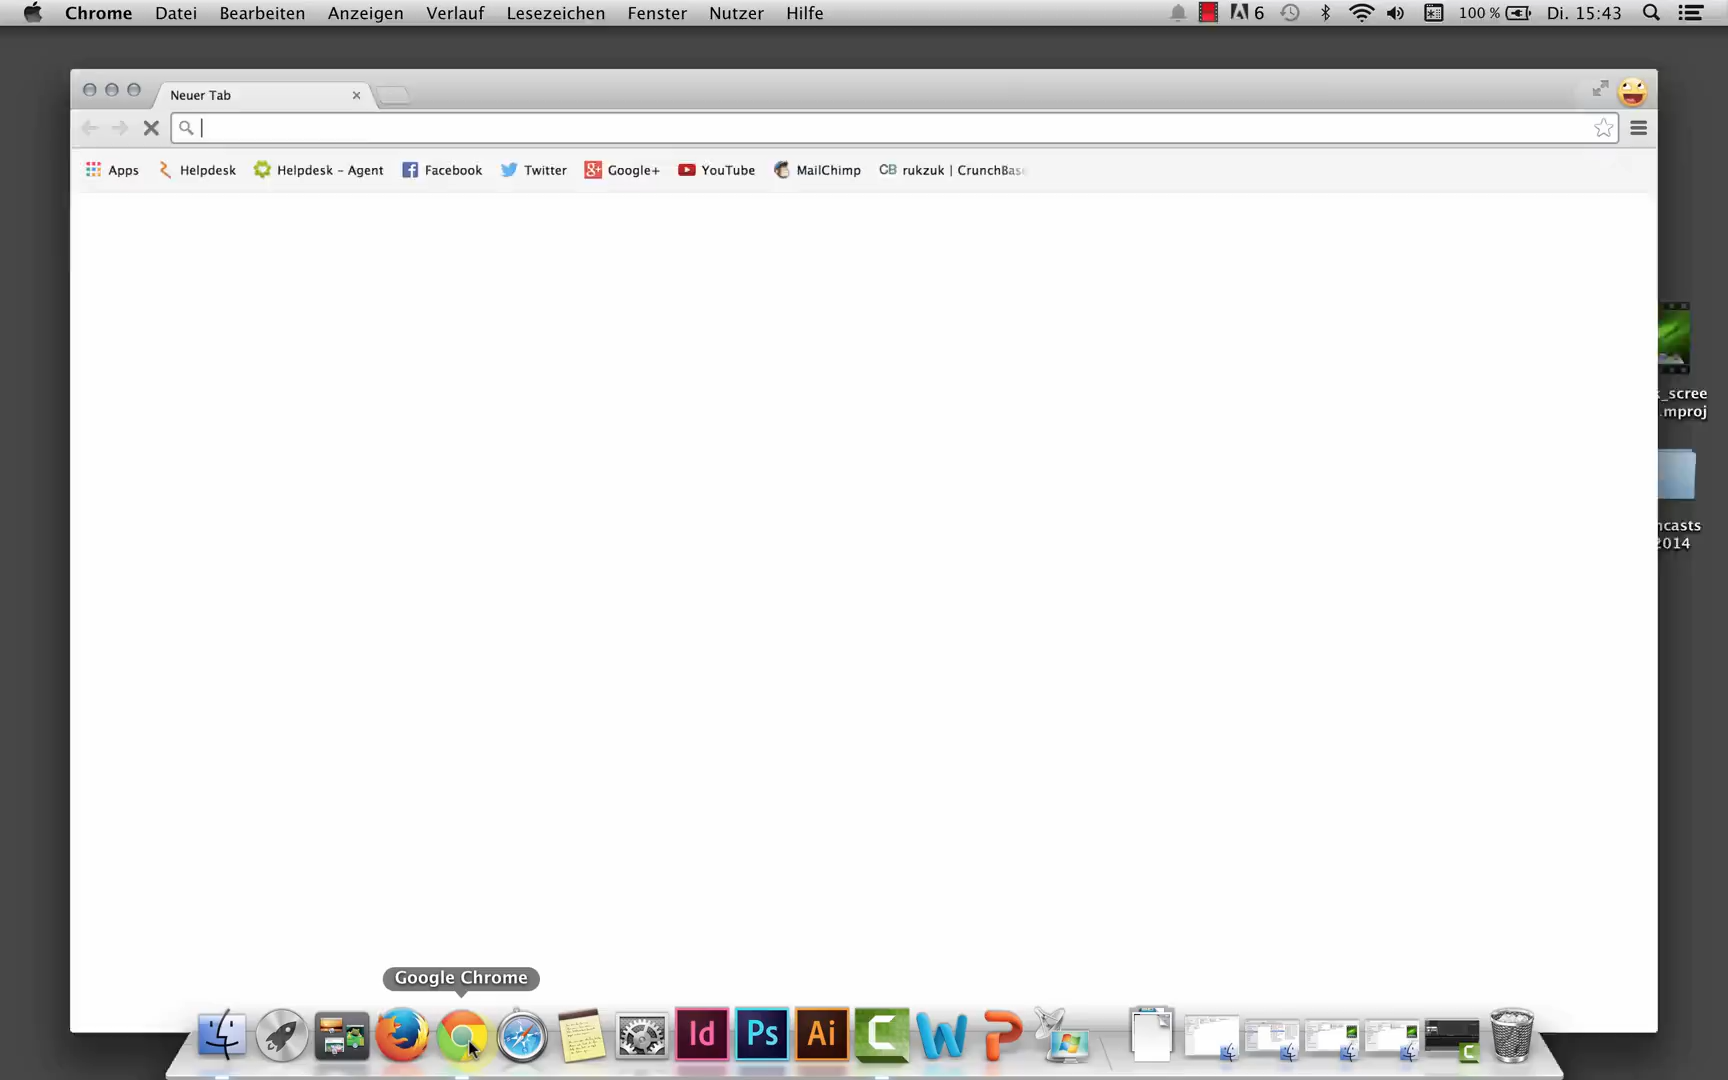 Chrome Datei Bearbeiten Anzeigen Verlauf Lesezeichen Fenster Nutzer Hilfe 6 100 % Di. 15:43
Neuer Tab
Apps Helpdesk Helpdesk – Agent Facebook Twitter Google+ YouTube MailChimp CB rukzuk | CrunchBase
_scree
.mproj
ncasts
2014
Google Chrome
Id Ps Ai